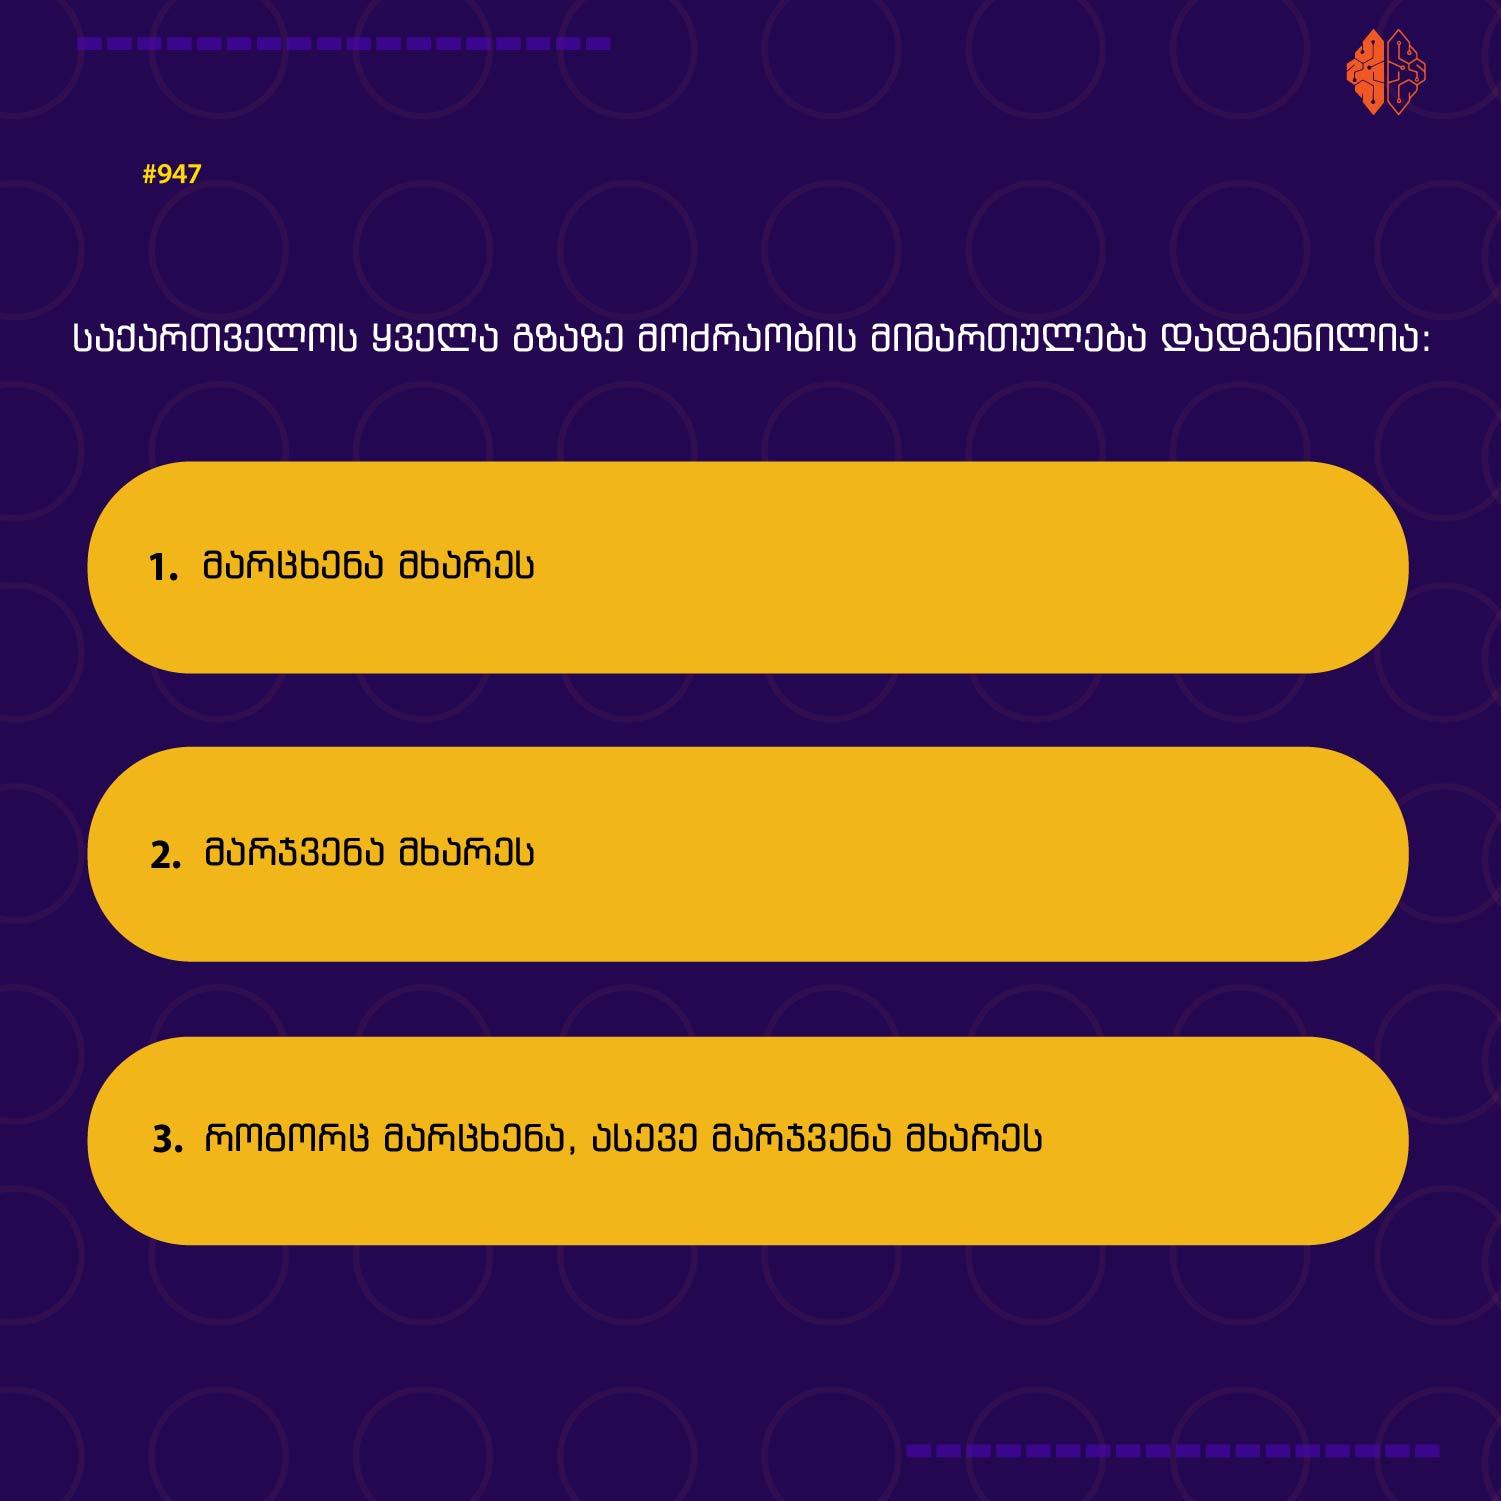 #947
საქართველოს ყველა გზაზე მოძრაობის მიმართულება დადგენილია:
1. მარცხენა მხარეს
2. მარჯვენა მხარეს
3. როგორც მარცხენა, ასევე მარჯვენა მხარეს